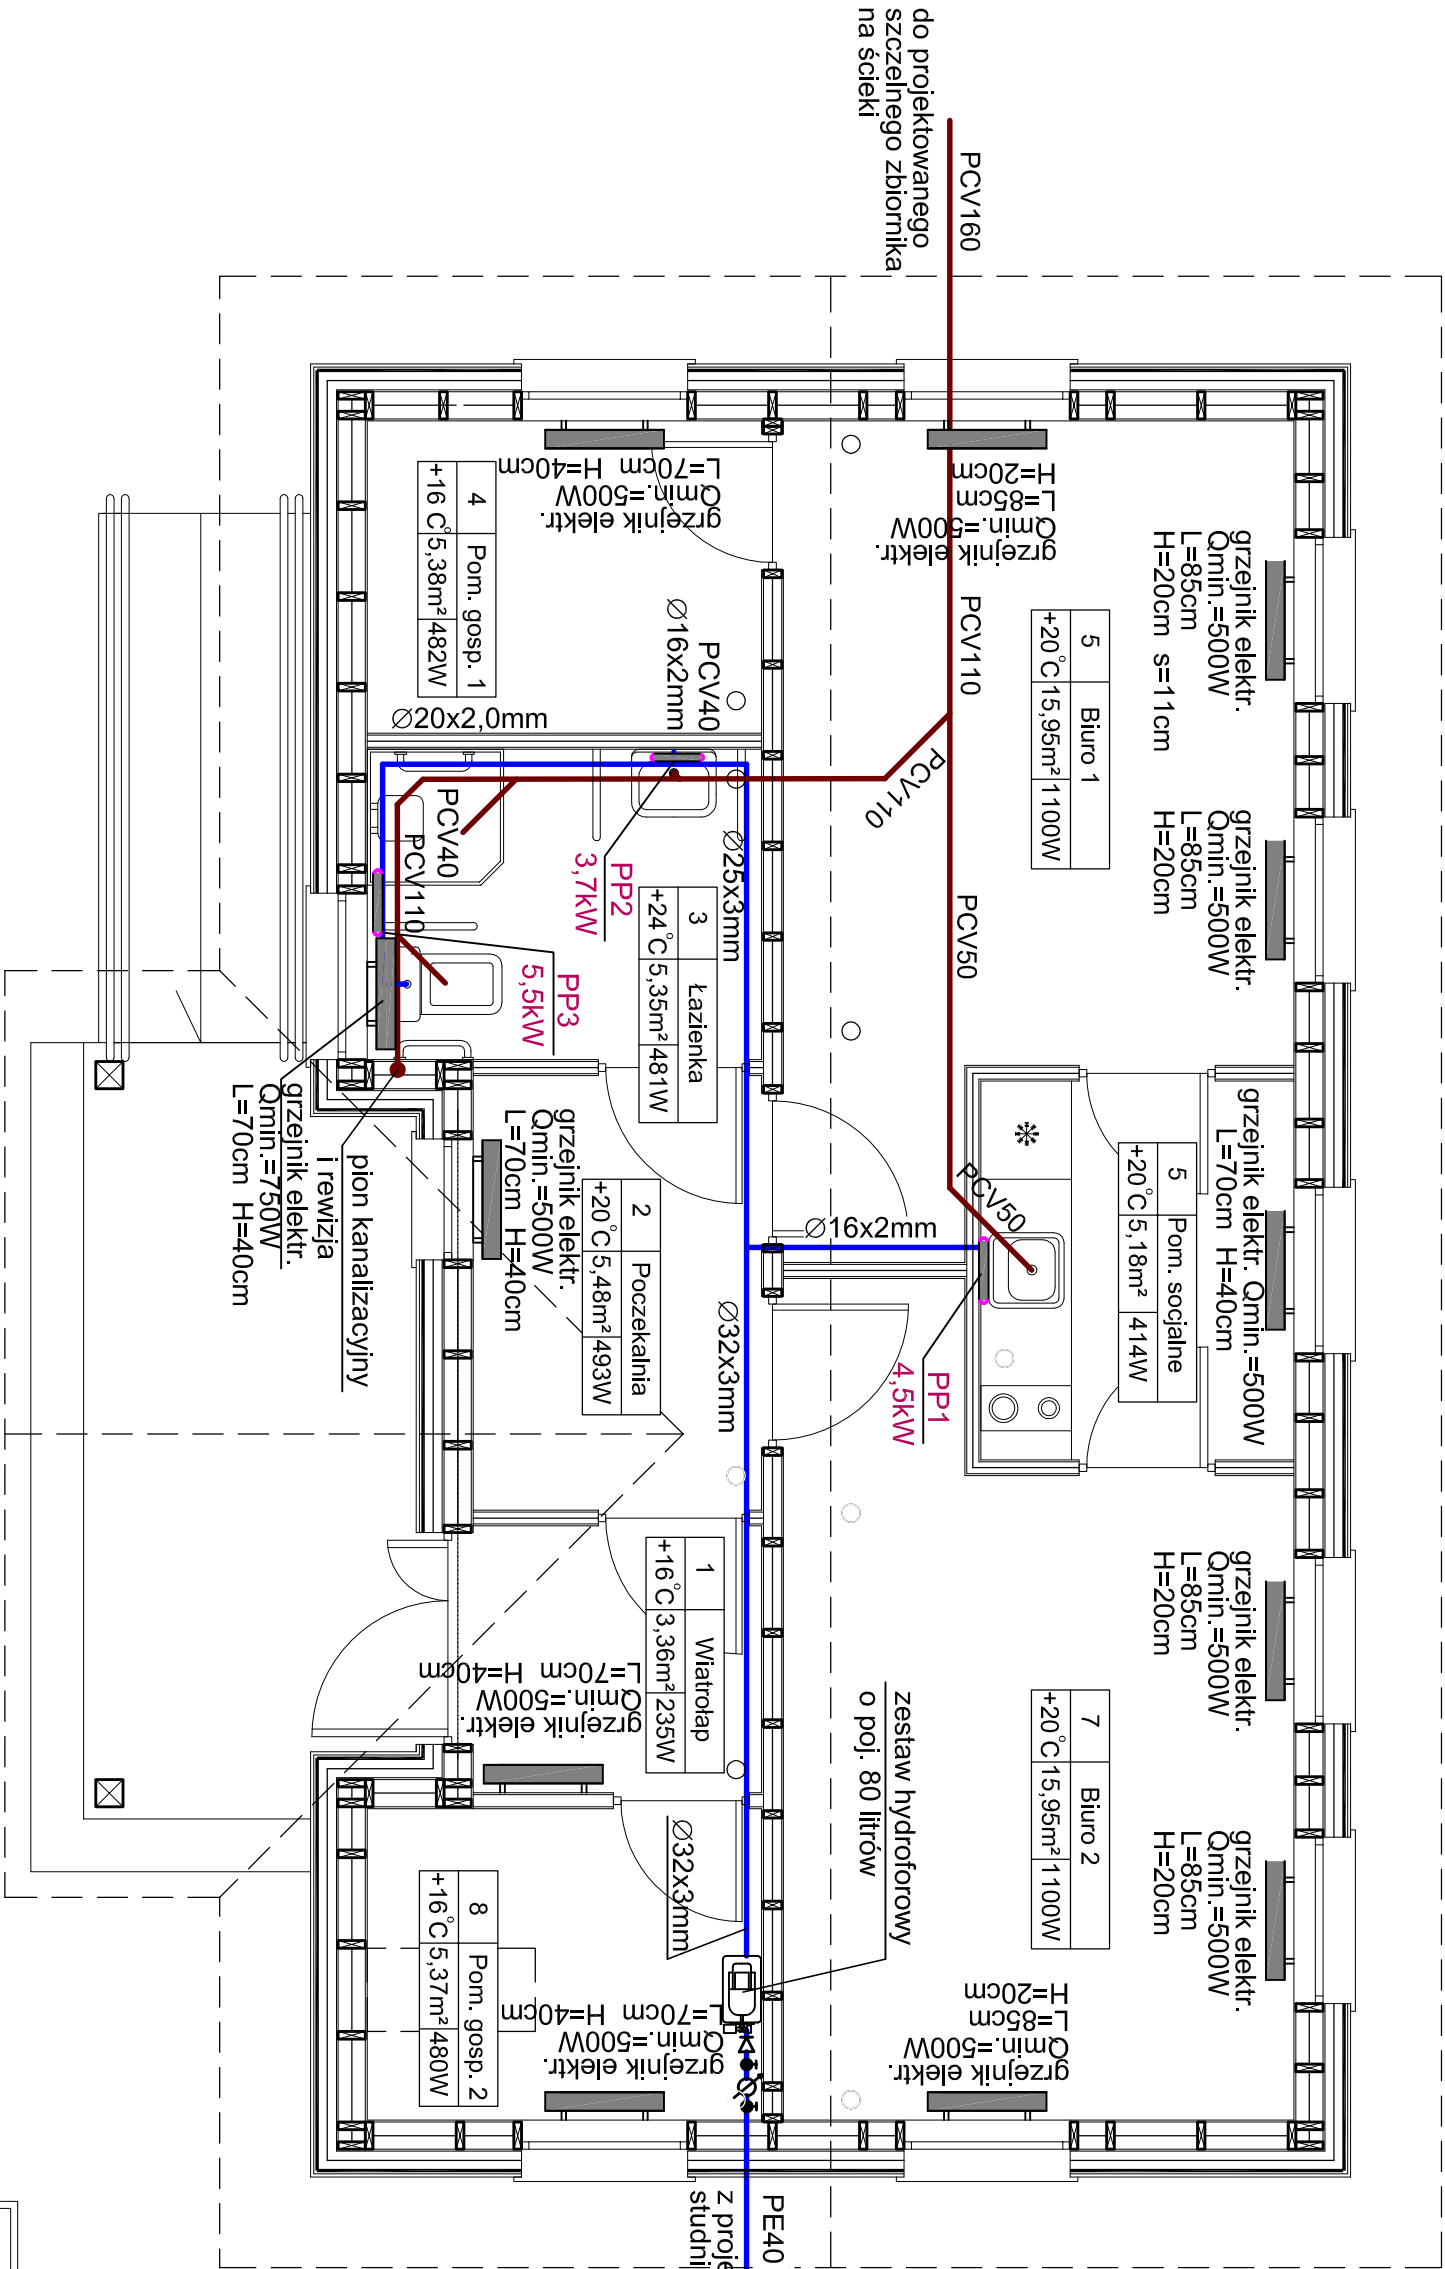 do projektowanego
szczelnego zbiornika
na ścieki
PCV160
grzejnik elektr.
Qmin.=500W
L=85cm
H=20cm s=11cm
grzejnik elektr.
Qmin.=500W
L=85cm
H=20cm
grzejnik elektr. Qmin.=500W
L=70cm H=40cm
grzejnik elektr.
Qmin.=500W
L=85cm
H=20cm
grzejnik elektr.
Qmin.=500W
L=85cm
H=20cm
grzejnik elektr.
Qmin.=500W
L=85cm
H=20cm
5 Biuro 1
+20°C 15,95m² 1100W
PCV110
PCV110
PCV50
PCV50
5 Pom. socjalne
+20°C 5,18m² 414W
PP1
4,5kW
Ø16x2mm
7 Biuro 2
+20°C 15,95m² 1100W
grzejnik elektr.
Qmin.=500W
L=85cm
H=20cm
zestaw hydroforowy
o poj. 80 litrów
grzejnik elektr.
Qmin.=500W
L=70cm H=40cm
4 Pom. gosp. 1
+16 C° 5,38m² 482W
PCV40
Ø16x2mm
Ø20x2,0mm
Ø25x3mm
PP2
3,7kW
3 Łazienka
+24°C 5,35m² 481W
PCV40
PCV110
PP3
5,5kW
grzejnik elektr.
Qmin.=750W
L=70cm H=40cm
pion kanalizacyjny
i rewizja
grzejnik elektr.
Qmin.=500W
L=70cm H=40cm
2 Poczekalnia
+20°C 5,48m² 493W
Ø32x3mm
1 Wiatrołap
+16°C 3,36m² 235W
grzejnik elektr.
Qmin.=500W
L=70cm H=40cm
Ø32x3mm
8 Pom. gosp. 2
+16°C 5,37m² 480W
grzejnik elektr.
Qmin.=500W
L=70cm H=40cm
PE40
z proje
studni